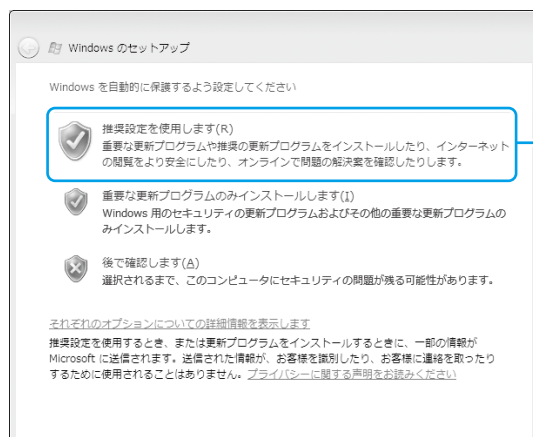 Windows のセットアップ
Windows を自動的に保護するよう設定してください
推奨設定を使用します(R)
重要な更新プログラムや推奨の更新プログラムをインストールしたり、インターネット
の閲覧をより安全にしたり、オンラインで問題の解決案を確認したりします。
重要な更新プログラムのみインストールします(I)
Windows 用のセキュリティの更新プログラムおよびその他の重要な更新プログラムの
みインストールします。
後で確認します(A)
選択されるまで、このコンピュータにセキュリティの問題が残る可能性があります。
それぞれのオプションについての詳細情報を表示します
推奨設定を使用するとき、または更新プログラムをインストールするときに、一部の情報が
Microsoft に送信されます。送信された情報が、お客様を識別したり、お客様に連絡を取ったり
するために使用されることはありません。プライバシーに関する声明をお読みください